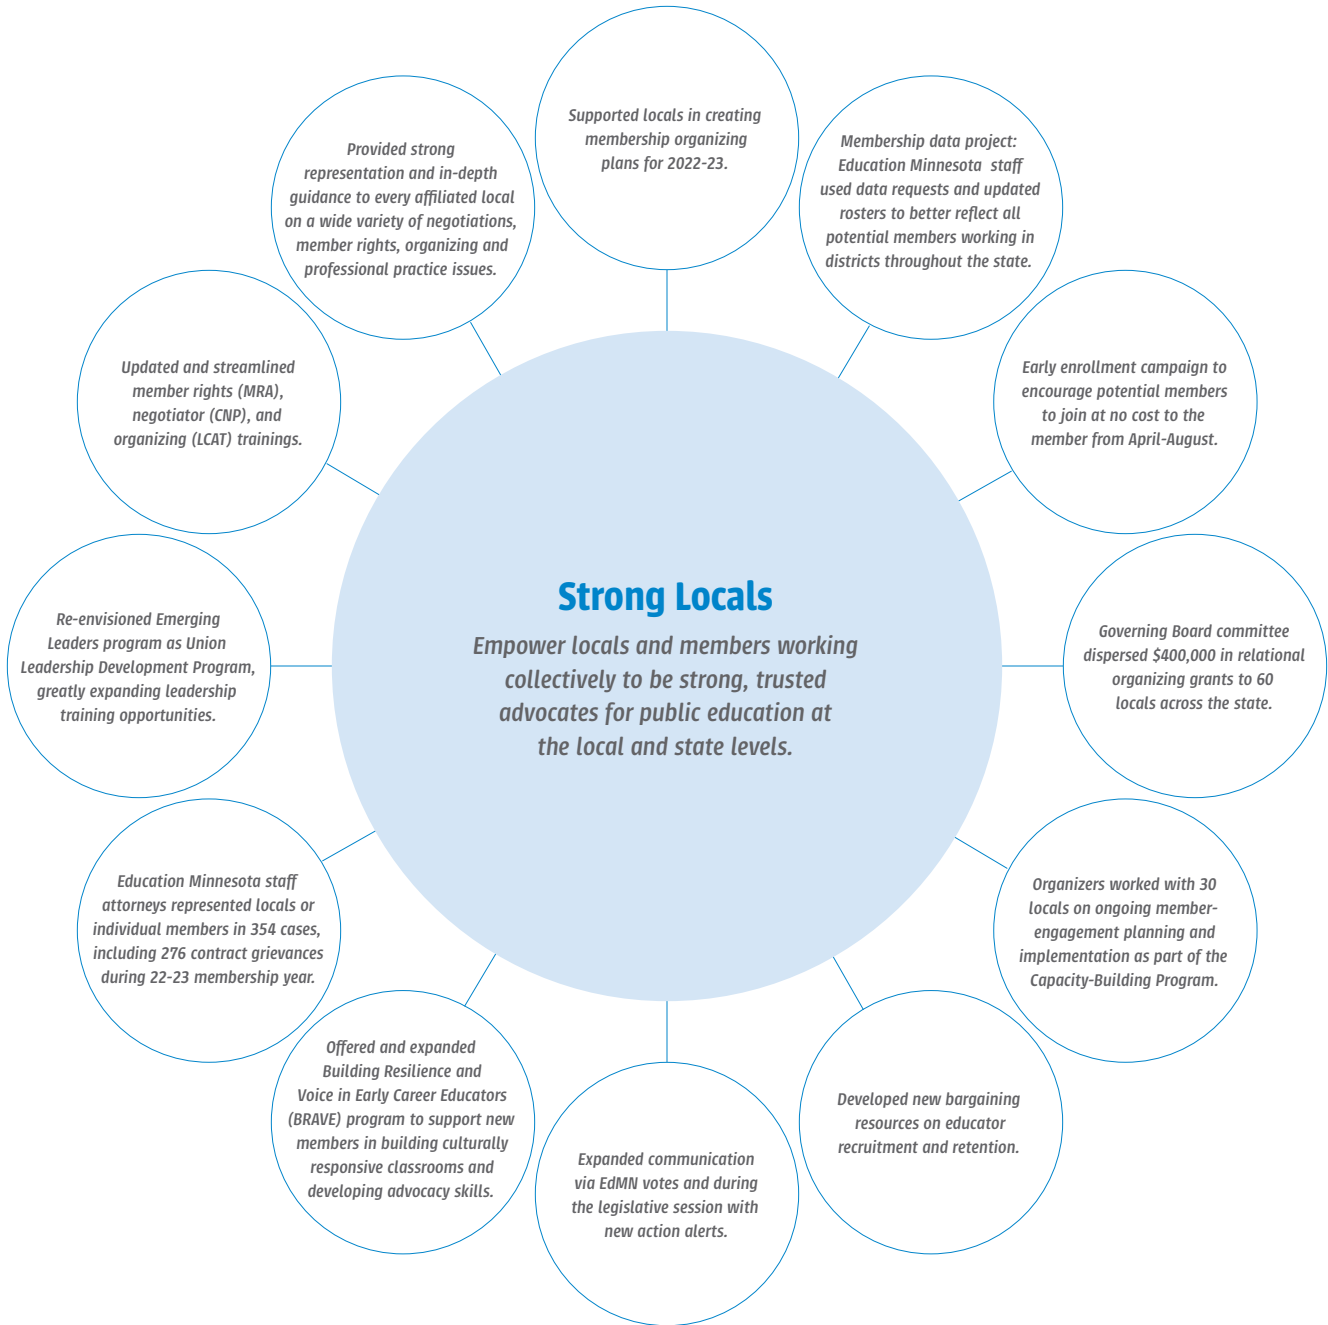 Supported locals in creating
membership organizing
plans for 2022-23.
Membership data project:
Education Minnesota staff
used data requests and updated
rosters to better reflect all
potential members working in
districts throughout the state.
Early enrollment campaign to
encourage potential members
to join at no cost to the
member from April-August.
Governing Board committee
dispersed $400,000 in relational
organizing grants to 60
locals across the state.
Organizers worked with 30
locals on ongoing member-
engagement planning and
implementation as part of the
Capacity-Building Program.
Developed new bargaining
resources on educator
recruitment and retention.
Expanded communication
via EdMN votes and during
the legislative session with
new action alerts.
Offered and expanded
Building Resilience and
Voice in Early Career Educators
(BRAVE) program to support new
members in building culturally
responsive classrooms and
developing advocacy skills.
Education Minnesota staff
attorneys represented locals or
individual members in 354 cases,
including 276 contract grievances
during 22-23 membership year.
Re-envisioned Emerging
Leaders program as Union
Leadership Development Program,
greatly expanding leadership
training opportunities.
Updated and streamlined
member rights (MRA),
negotiator (CNP), and
organizing (LCAT) trainings.
Provided strong
representation and in-depth
guidance to every affiliated local
on a wide variety of negotiations,
member rights, organizing and
professional practice issues.
Strong Locals
Empower locals and members working
collectively to be strong, trusted
advocates for public education at
the local and state levels.